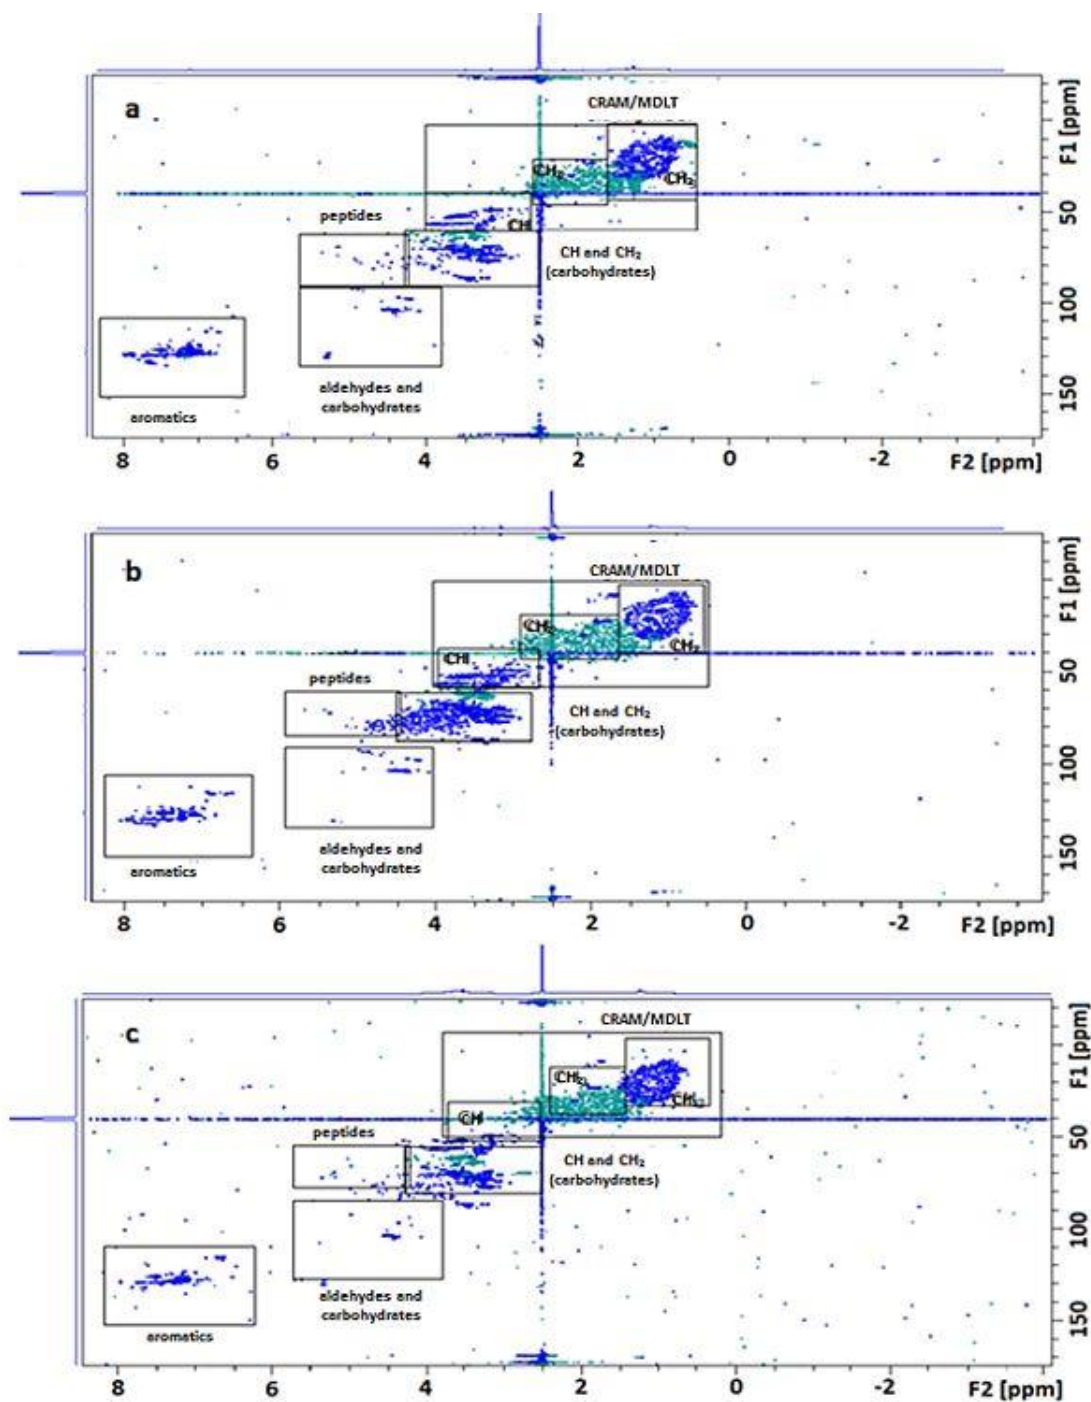 a
CRAM/MDLT
CH₂
CH₂
peptides
CH
CH and CH₂
(carbohydrates)
aldehydes and
carbohydrates
aromatics
F1 [ppm]
50
100
150
8
6
4
2
0
-2
F2 [ppm]
b
CRAM/MDLT
CH₂
CH
peptides
CH and CH₂
(carbohydrates)
aldehydes and
carbohydrates
aromatics
F1 [ppm]
50
100
150
8
6
4
2
0
-2
F2 [ppm]
c
CRAM/MDLT
CH₂
CH
peptides
CH and CH₂
(carbohydrates)
aldehydes and
carbohydrates
aromatics
F1 [ppm]
50
100
150
8
6
4
2
0
-2
F2 [ppm]